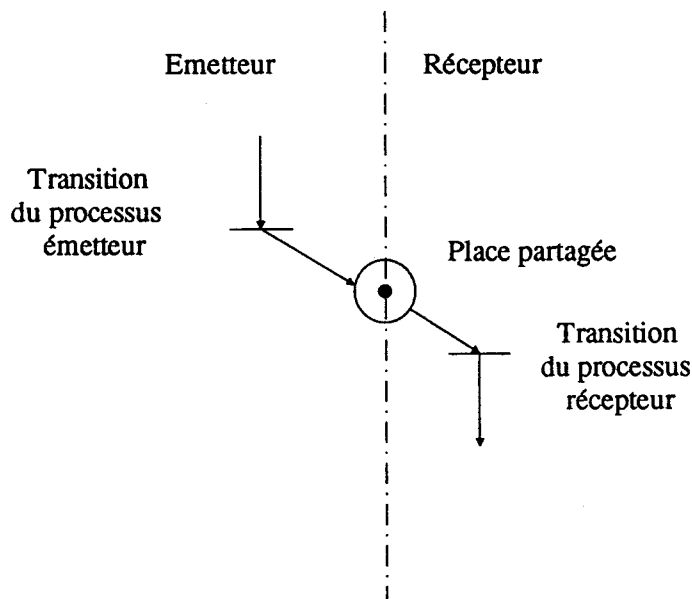 Emetteur
Récepteur
Transition
du processus
émetteur
Place partagée
Transition
du processus
récepteur